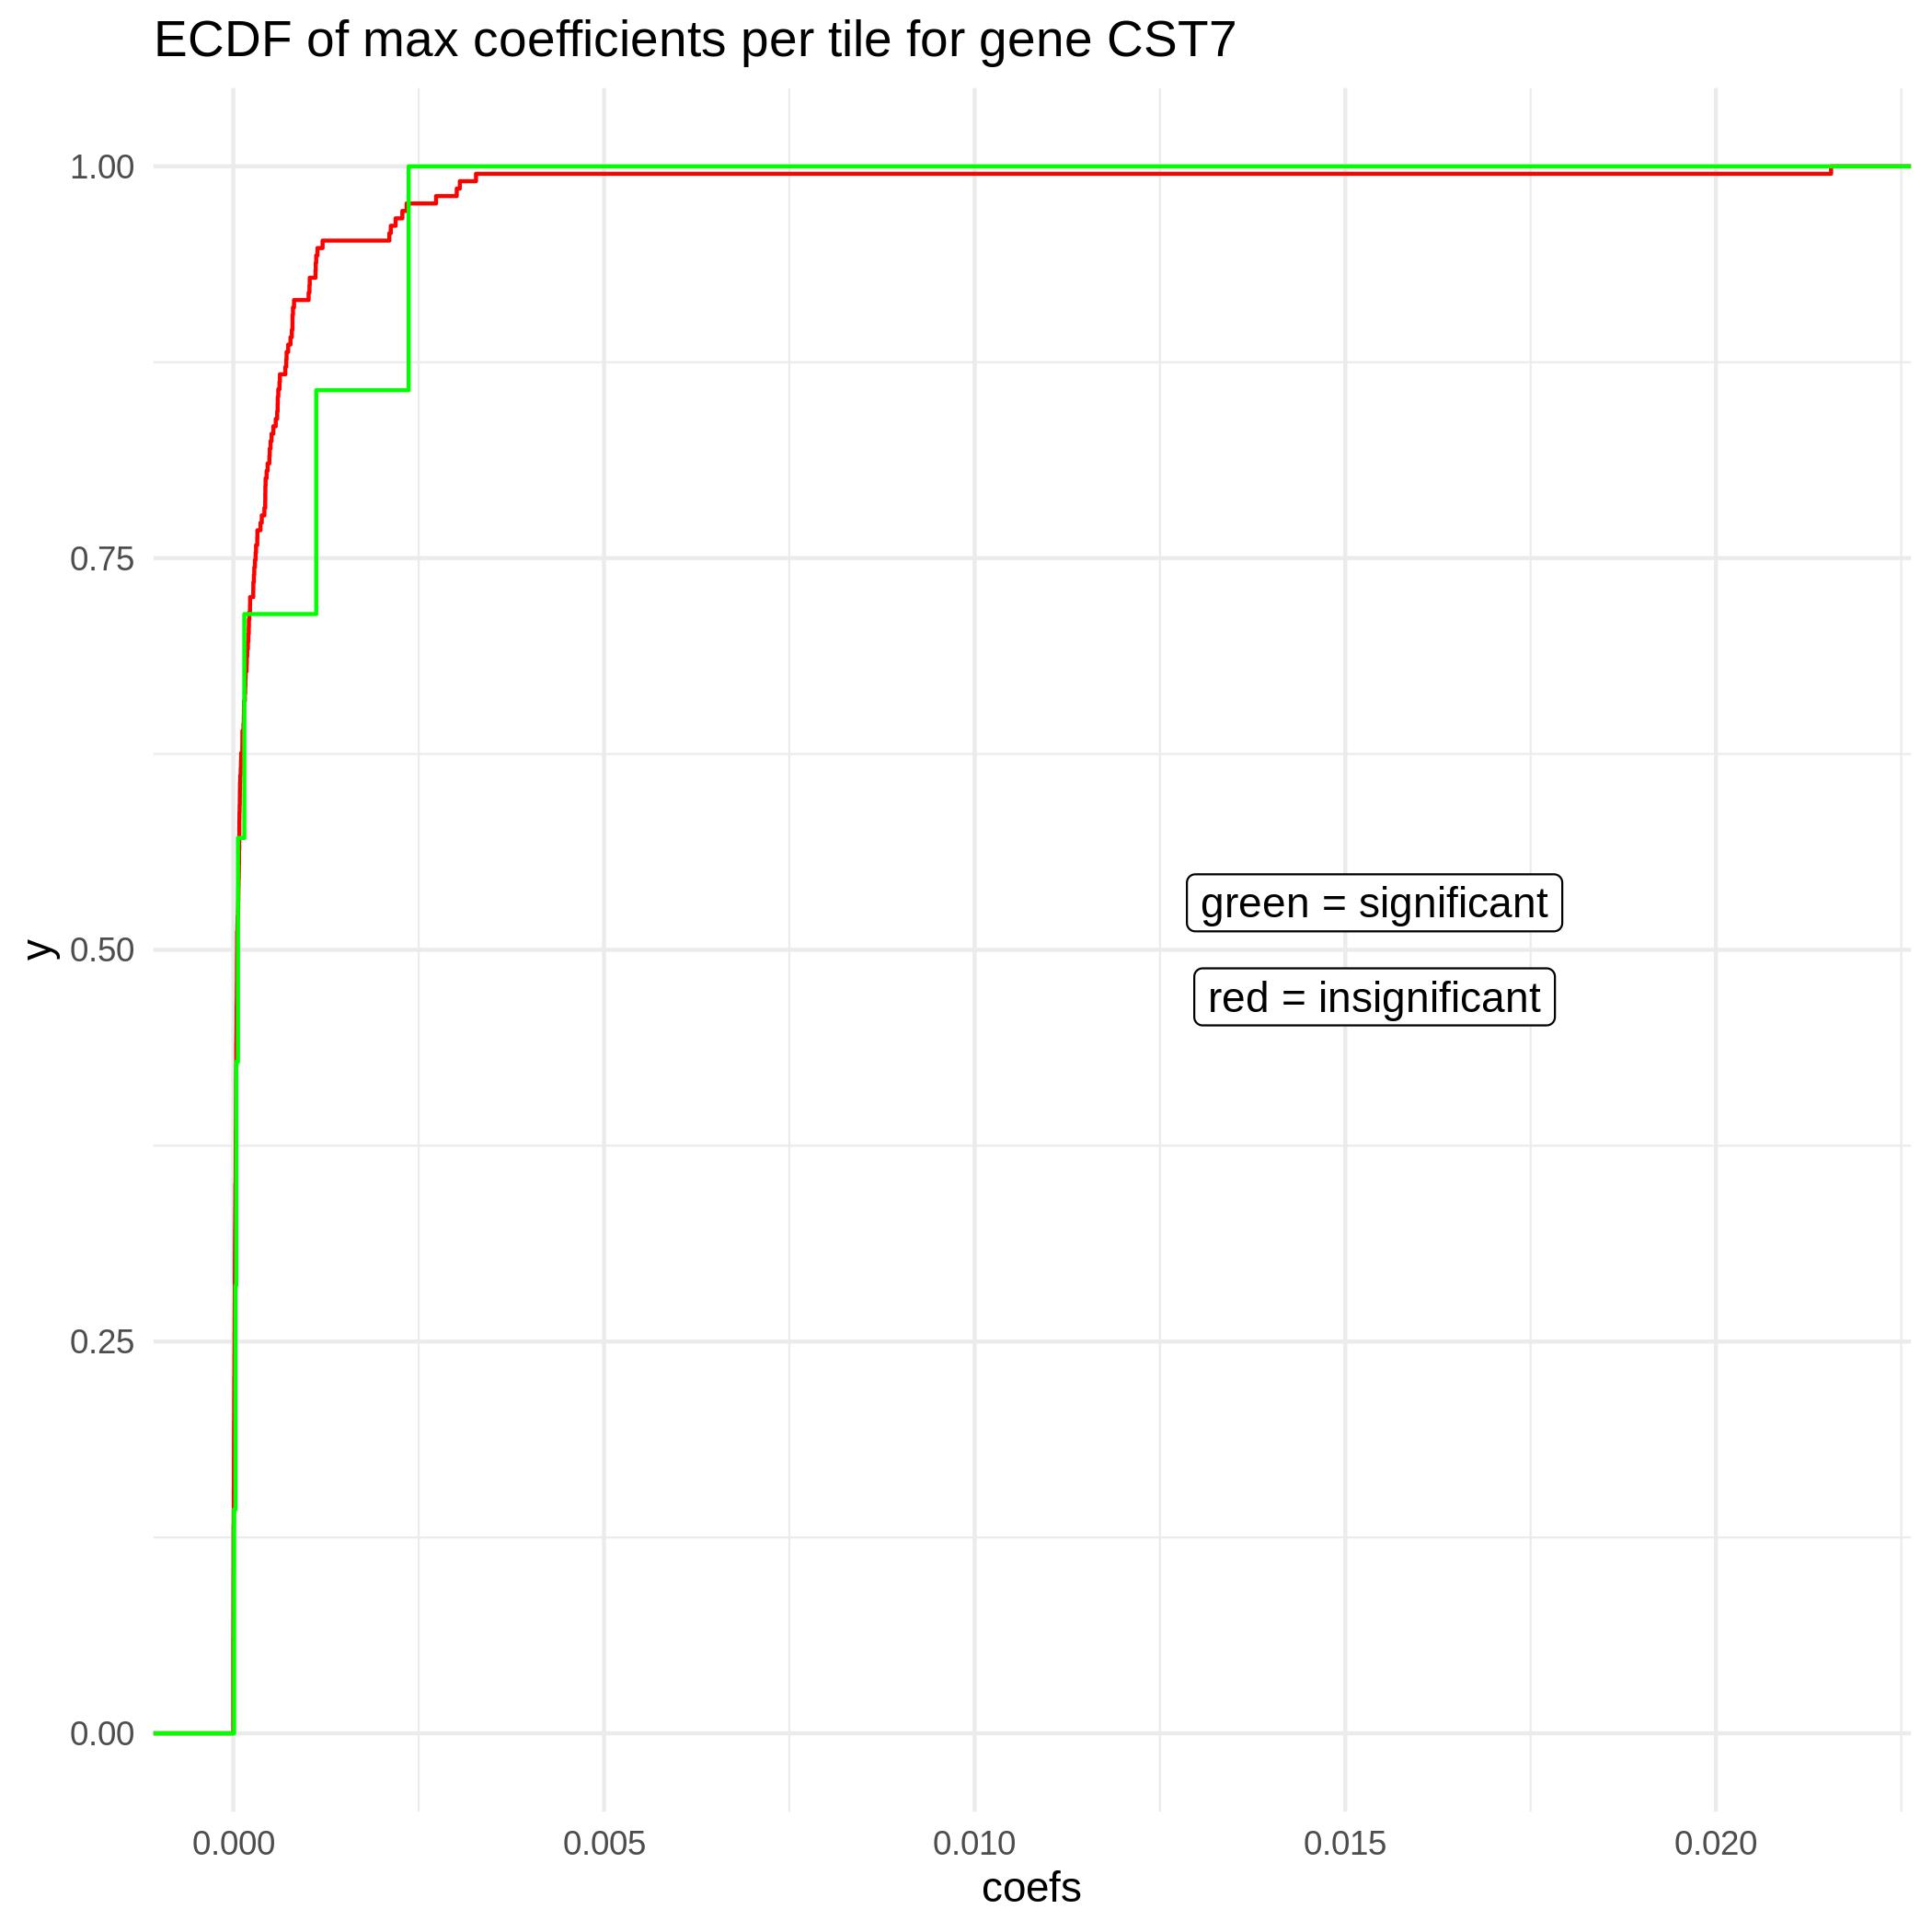 ECDF of max coefficients per tile for gene CST7
1.00
0.75
0.50
0.25
0.00
y
green = significant
red = insignificant
0.000 0.005 0.010 0.015 0.020
coefs